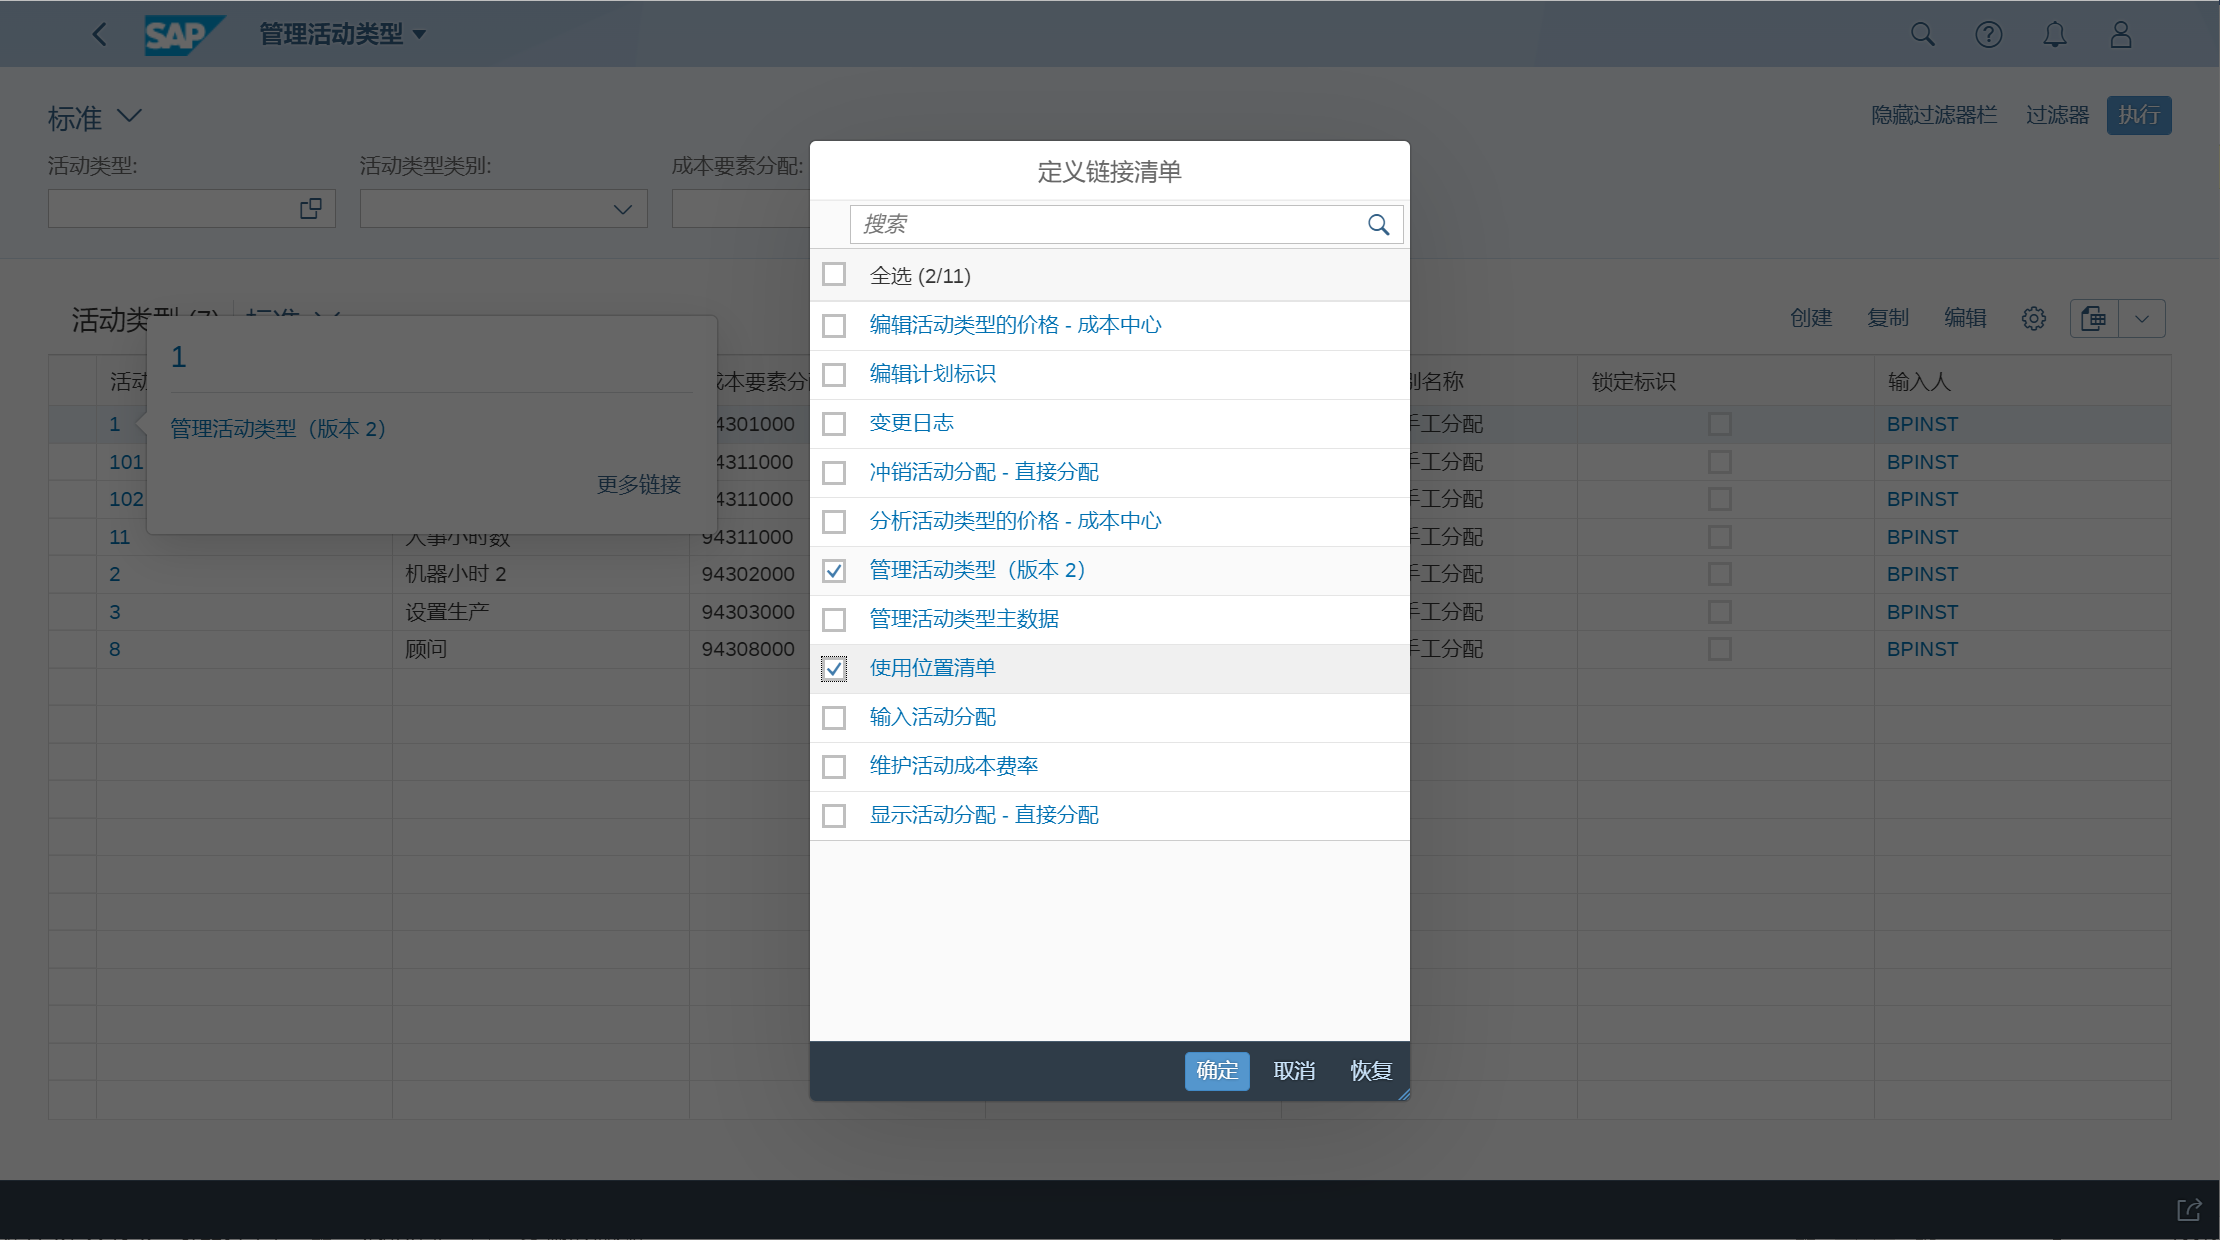 SAP 管理活动类型
标准
隐藏过滤器栏 过滤器 执行
活动类型: 活动类型类别: 成本要素分配:
定义链接清单
搜索
全选 (2/11)
编辑活动类型的价格 - 成本中心
编辑计划标识
变更日志
冲销活动分配 - 直接分配
分析活动类型的价格 - 成本中心
管理活动类型（版本 2）
管理活动类型主数据
使用位置清单
输入活动分配
维护活动成本费率
显示活动分配 - 直接分配
确定 取消 恢复
1
管理活动类型（版本 2）
更多链接
活动类型 (7) 标准
创建 复制 编辑
活动 本要素分 别名称 锁定标识 输入人
1 4301000 手工分配 BPINST
101 4311000 手工分配 BPINST
102 4311000 手工分配 BPINST
11 人事小时数 94311000 手工分配 BPINST
2 机器小时 2 94302000 手工分配 BPINST
3 设置生产 94303000 手工分配 BPINST
8 顾问 94308000 手工分配 BPINST